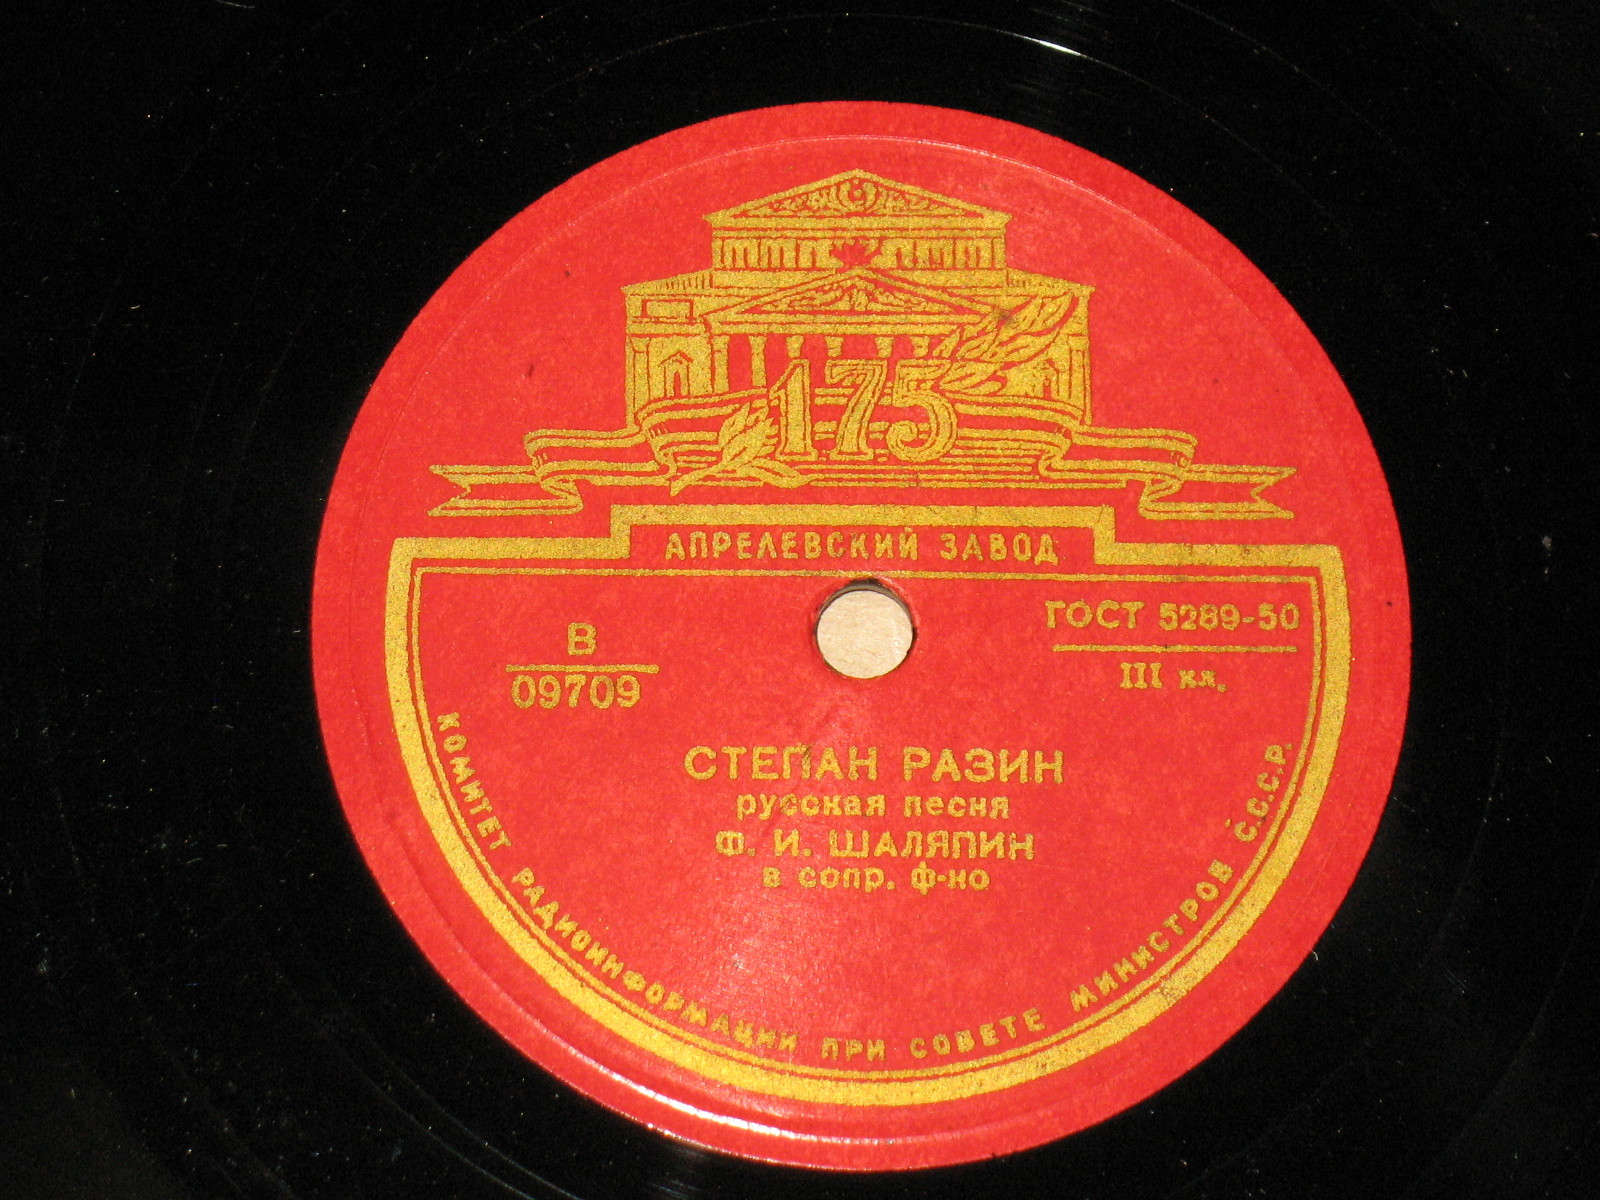 175
АПРЕЛЕВСКИЙ ЗАВОД
ГОСТ 5289-50
III кл.
В
09709
СТЕПАН РАЗИН
русская песня
Ф. И. ШАЛЯПИН
в сопр. ф-но
КОМИТЕТ РАДИОИНФОРМАЦИИ ПРИ СОВЕТЕ МИНИСТРОВ С.С.С.Р.